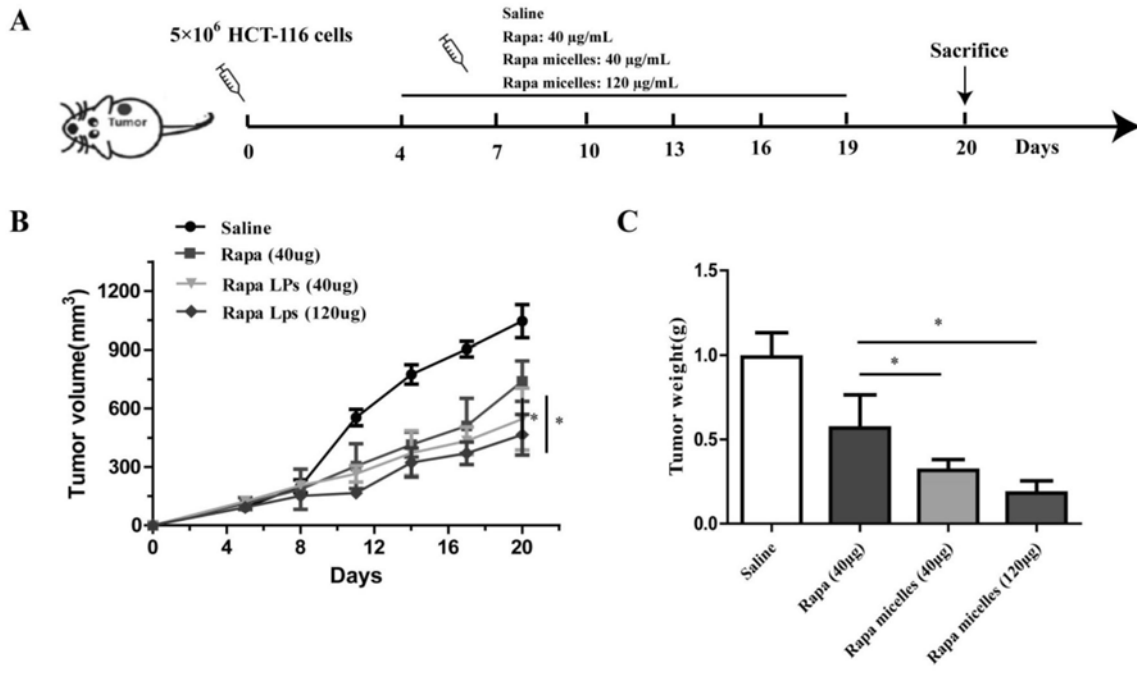 A
5×10⁶ HCT-116 cells
Saline
Rapa: 40 µg/mL
Rapa micelles: 40 µg/mL
Rapa micelles: 120 µg/mL
Sacrifice
Tumor
0 4 7 10 13 16 19 20 Days
B
Saline
Rapa (40ug)
Rapa LPs (40ug)
Rapa Lps (120ug)
Tumor volume(mm³)
1200
900
600
300
0
0 4 8 12 16 20
Days
* *
C
Tumor weight(g)
1.5
1.0
0.5
0.0
*
*
Saline
Rapa (40µg)
Rapa micelles (40µg)
Rapa micelles (120µg)